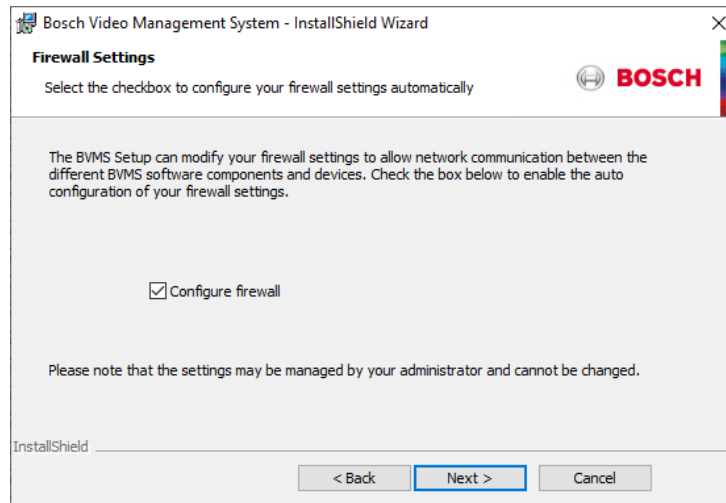 Bosch Video Management System - InstallShield Wizard
Firewall Settings
Select the checkbox to configure your firewall settings automatically
BOSCH
The BVMS Setup can modify your firewall settings to allow network communication between the
different BVMS software components and devices. Check the box below to enable the auto
configuration of your firewall settings.
Configure firewall
Please note that the settings may be managed by your administrator and cannot be changed.
InstallShield
< Back
Next >
Cancel